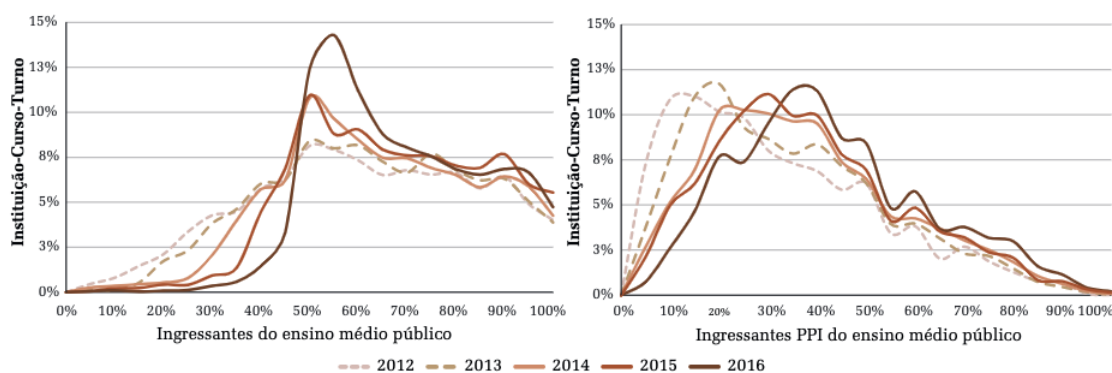 Instituição-Curso-Turno
15%
13%
10%
8%
5%
3%
0%
0% 10% 20% 30% 40% 50% 60% 70% 80% 90% 100%
Ingressantes do ensino médio público
Instituição-Curso-Turno
15%
13%
10%
8%
5%
3%
0%
0% 10% 20% 30% 40% 50% 60% 70% 80% 90% 100%
Ingressantes PPI do ensino médio público
2012 2013 2014 2015 2016